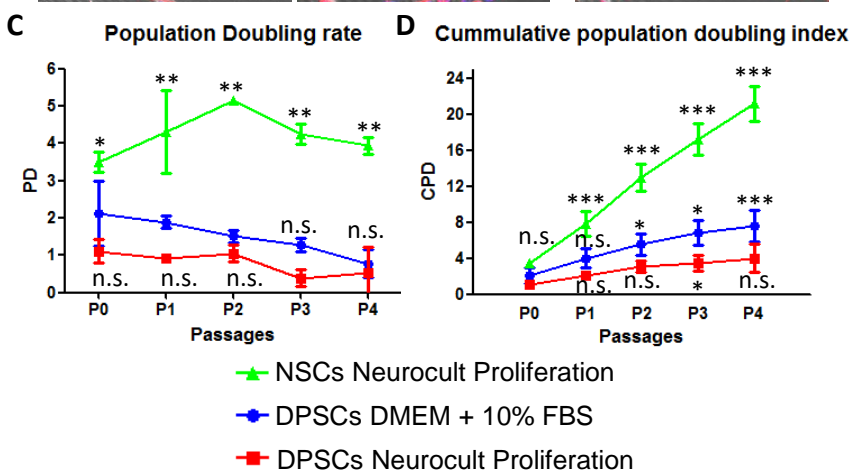 C
Population Doubling rate
6
5
4
3
2
1
0
PD
*
**
**
**
**
n.s.
n.s.
n.s.
n.s.
n.s.
P0 P1 P2 P3 P4
Passages
D
Cummulative population doubling index
24
20
16
12
8
4
0
CPD
n.s.
***
***
***
***
n.s.
*
*
***
n.s.
n.s.
*
n.s.
P0 P1 P2 P3 P4
Passages
NSCs Neurocult Proliferation
DPSCs DMEM + 10% FBS
DPSCs Neurocult Proliferation